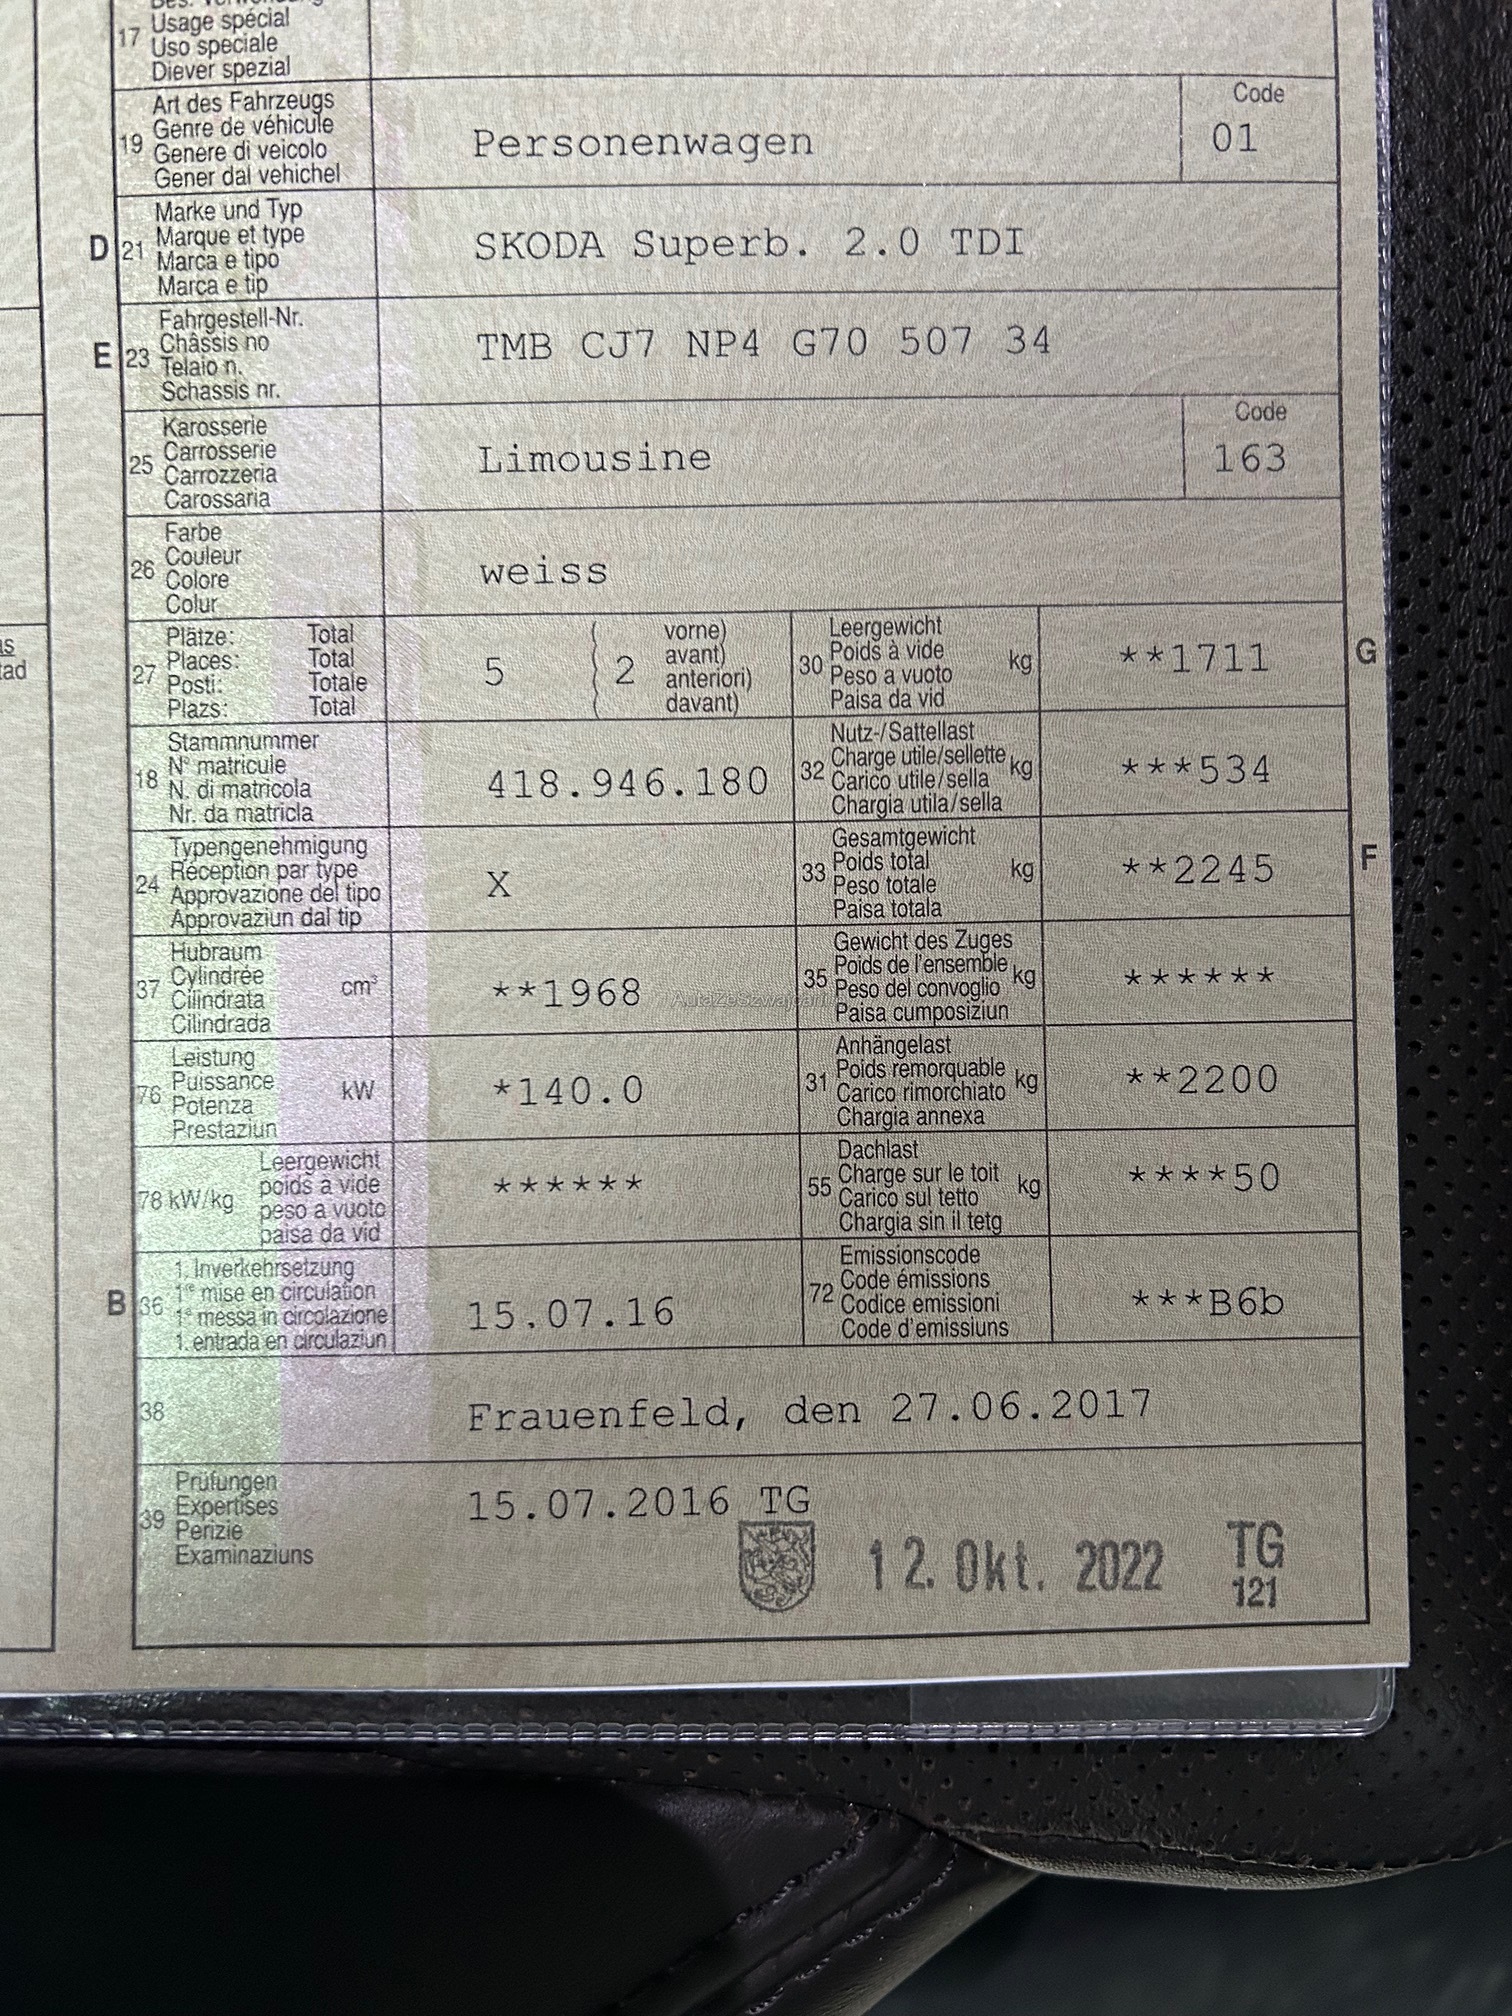 17 Usage spécial
Uso speciale
Diever spezial
19 Art des Fahrzeugs
Genre de véhicule
Genere di veicolo
Gener dal vehichel
Personenwagen
Code
01
D 21 Marke und Typ
Marque et type
Marca e tipo
Marca e tip
SKODA Superb. 2.0 TDI
E 23 Fahrgestell-Nr.
Châssis no
Telaio n.
Schassis nr.
TMB CJ7 NP4 G70 507 34
25 Karosserie
Carrosserie
Carrozzeria
Carossaria
Limousine
Code
163
26 Farbe
Couleur
Colore
Colur
weiss
27 Plätze: Total
Places: Total
Posti: Totale
Plazs: Total
5 2
vorne)
avant)
anteriori)
davant)
30 Leergewicht
Poids à vide
Peso a vuoto
Paisa da vid
kg
**1711
G
18 Stammnummer
N° matricule
N. di matricola
Nr. da matricla
418.946.180
32 Nutz-/Sattellast
Charge utile/sellette
Carico utile/sella
Chargia utila/sella
kg
***534
24 Typengenehmigung
Réception par type
Approvazione del tipo
Approvaziun dal tip
X
33 Gesamtgewicht
Poids total
Peso totale
Paisa totala
kg
**2245
F
37 Hubraum
Cylindrée
Cilindrata
Cilindrada
cm³
**1968
35 Gewicht des Zuges
Poids de l'ensemble
Peso del convoglio
Paisa cumposiziun
kg
******
76 Leistung
Puissance
Potenza
Prestaziun
kW
*140.0
31 Anhängelast
Poids remorquable
Carico rimorchiato
Chargia annexa
kg
**2200
78 kW/kg
Leergewicht
poids à vide
peso a vuoto
paisa da vid
******
55 Dachlast
Charge sur le toit
Carico sul tetto
Chargia sin il tetg
kg
****50
B 36 1. Inverkehrsetzung
1re mise en circulation
1a messa in circolazione
1. entrada en circulaziun
15.07.16
72 Emissionscode
Code émissions
Codice emissioni
Code d'emissiuns
***B6b
38
Frauenfeld, den 27.06.2017
39 Prüfungen
Expertises
Perizie
Examinaziuns
15.07.2016 TG
12. Okt. 2022
TG
121